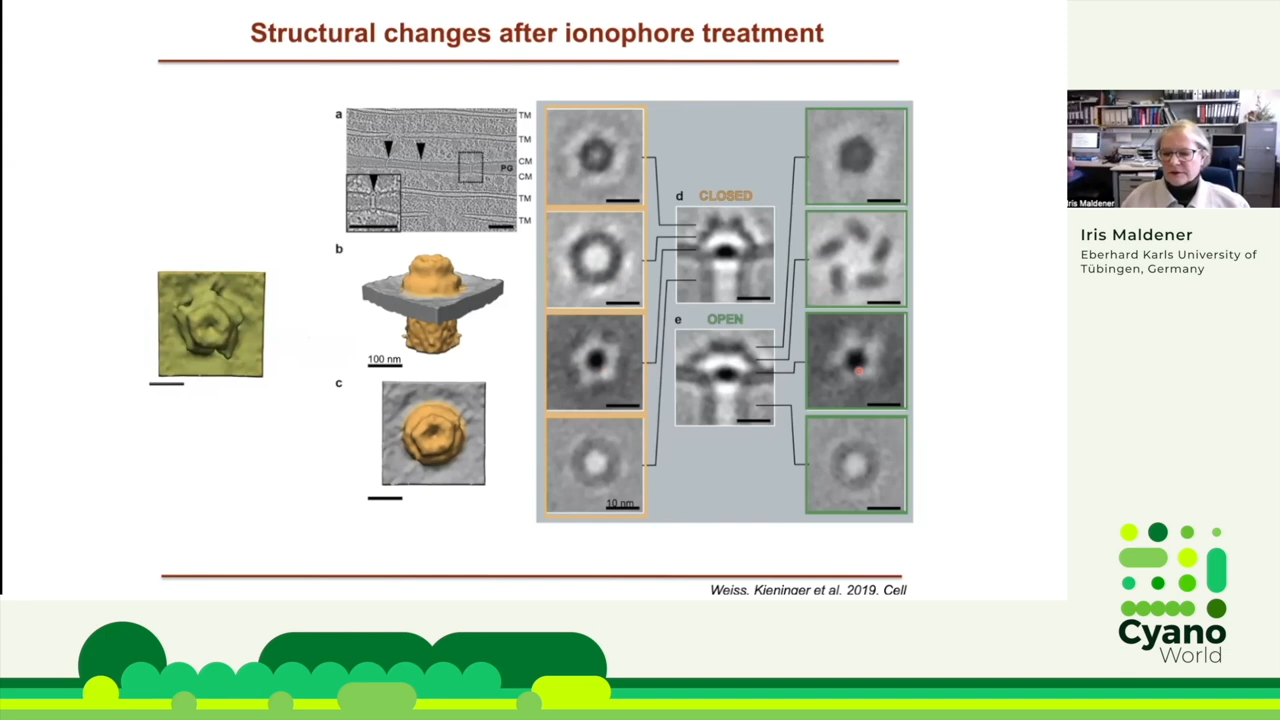 Structural changes after ionophore treatment
a
TM
TM
CM
PG
CM
TM
TM
b
100 nm
c
d
CLOSED
e
OPEN
10 nm
Weiss, Kieninger et al. 2019, Cell
Iris Maldener
Iris Maldener
Eberhard Karls University of
Tübingen, Germany
Cyano
World